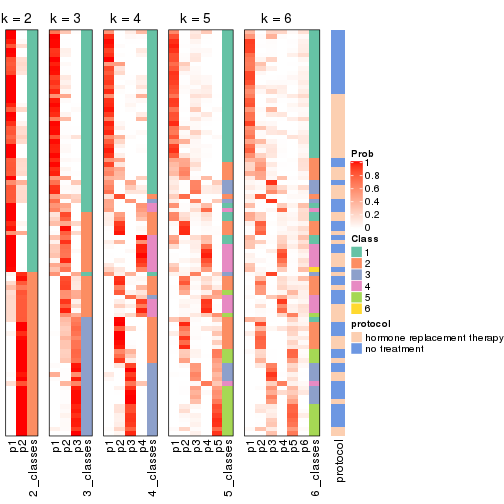 k = 2 k = 3 k = 4 k = 5 k = 6
Prob
1
0.8
0.6
0.4
0.2
0
Class
1
2
3
4
5
6
protocol
hormone replacement therapy
no treatment
p1 p2 2_classes p1 p2 p3 3_classes p1 p2 p3 p4 4_classes p1 p2 p3 p4 p5 5_classes p1 p2 p3 p4 p5 p6 6_classes protocol